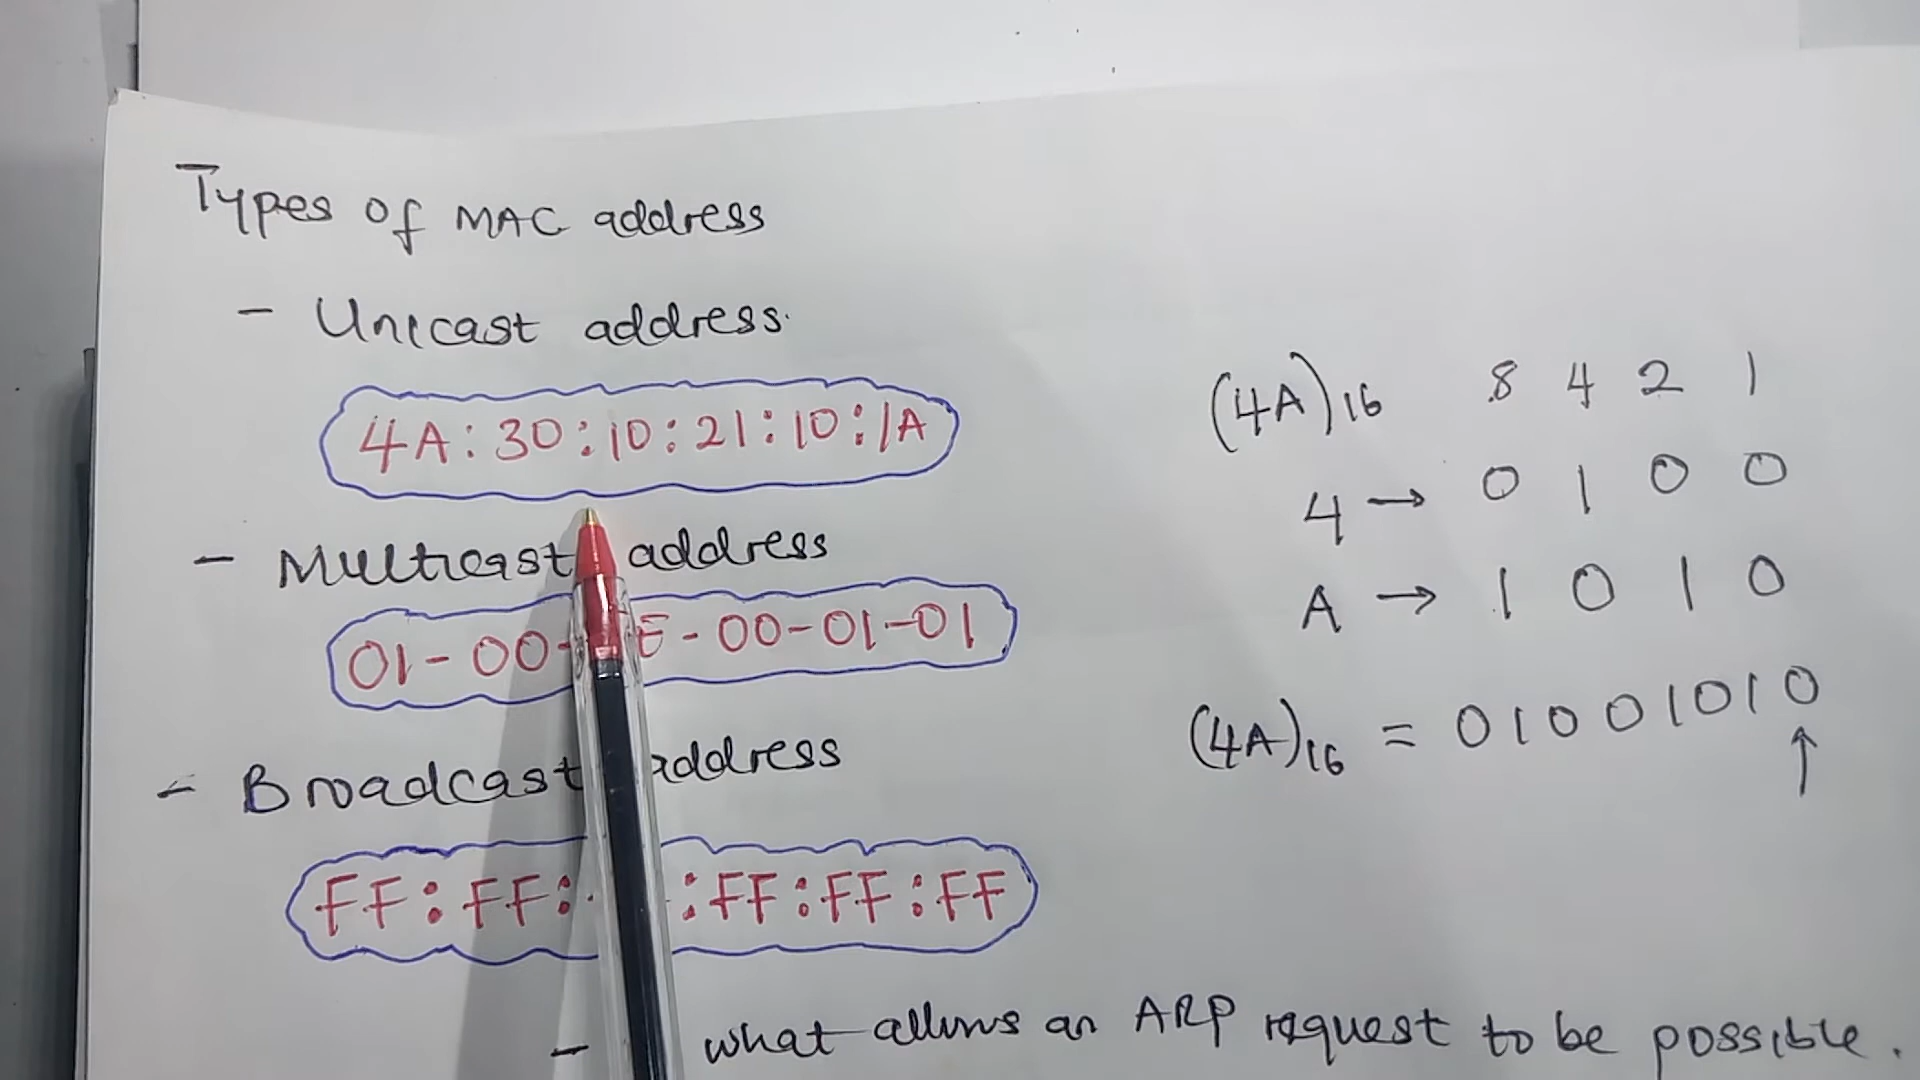 Types of MAC address
- Unicast address.
4A:30:10:21:10:1A
- Multicast address
01-00- E-00-01-01
- Broadcast address
FF:FF: :FF:FF:FF
- what allows an ARP request to be possible.
(4A)16 8 4 2 1
4 → 0 1 0 0
A → 1 0 1 0
(4A)16 = 01001010
↑